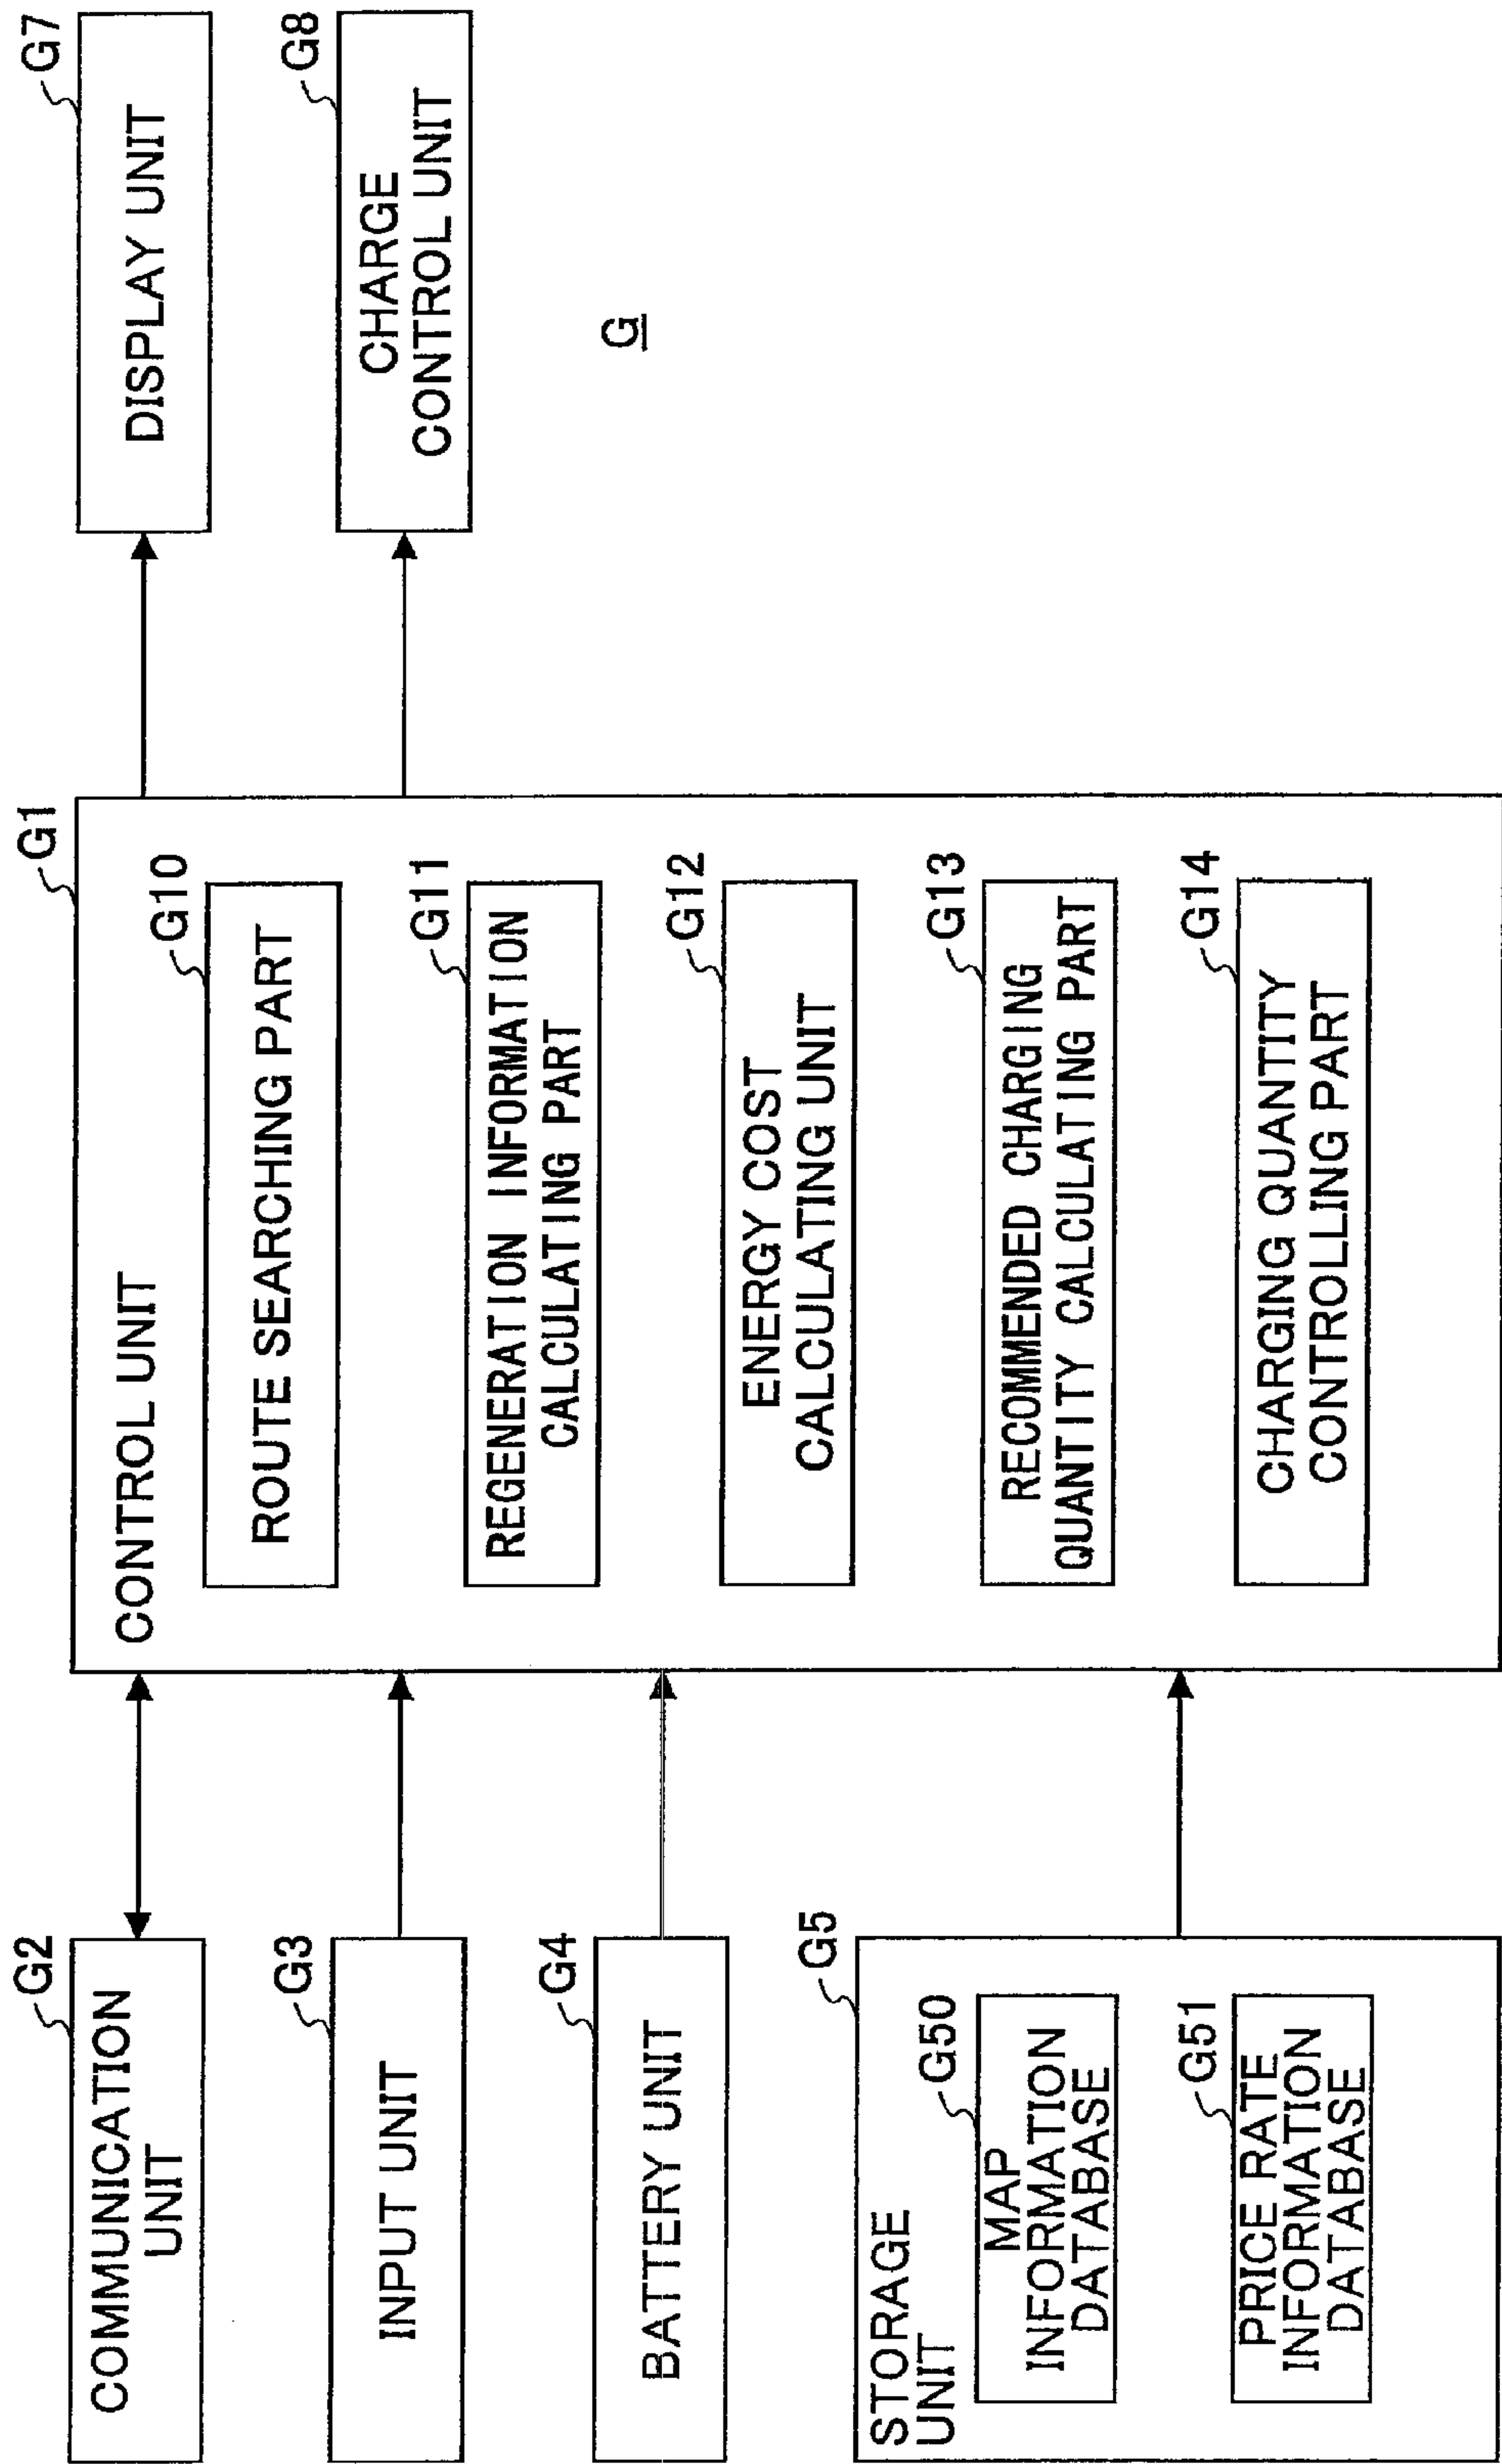 G2
COMMUNICATION
UNIT
G3
INPUT UNIT
G4
BATTERY UNIT
G5
STORAGE
UNIT
G50
MAP
INFORMATION
DATABASE
G51
PRICE RATE
INFORMATION
DATABASE
G1
CONTROL UNIT
G10
ROUTE SEARCHING PART
G11
REGENERATION INFORMATION
CALCULATING PART
G12
ENERGY COST
CALCULATING UNIT
G13
RECOMMENDED CHARGING
QUANTITY CALCULATING PART
G14
CHARGING QUANTITY
CONTROLLING PART
G7
DISPLAY UNIT
G8
CHARGE
CONTROL UNIT
G